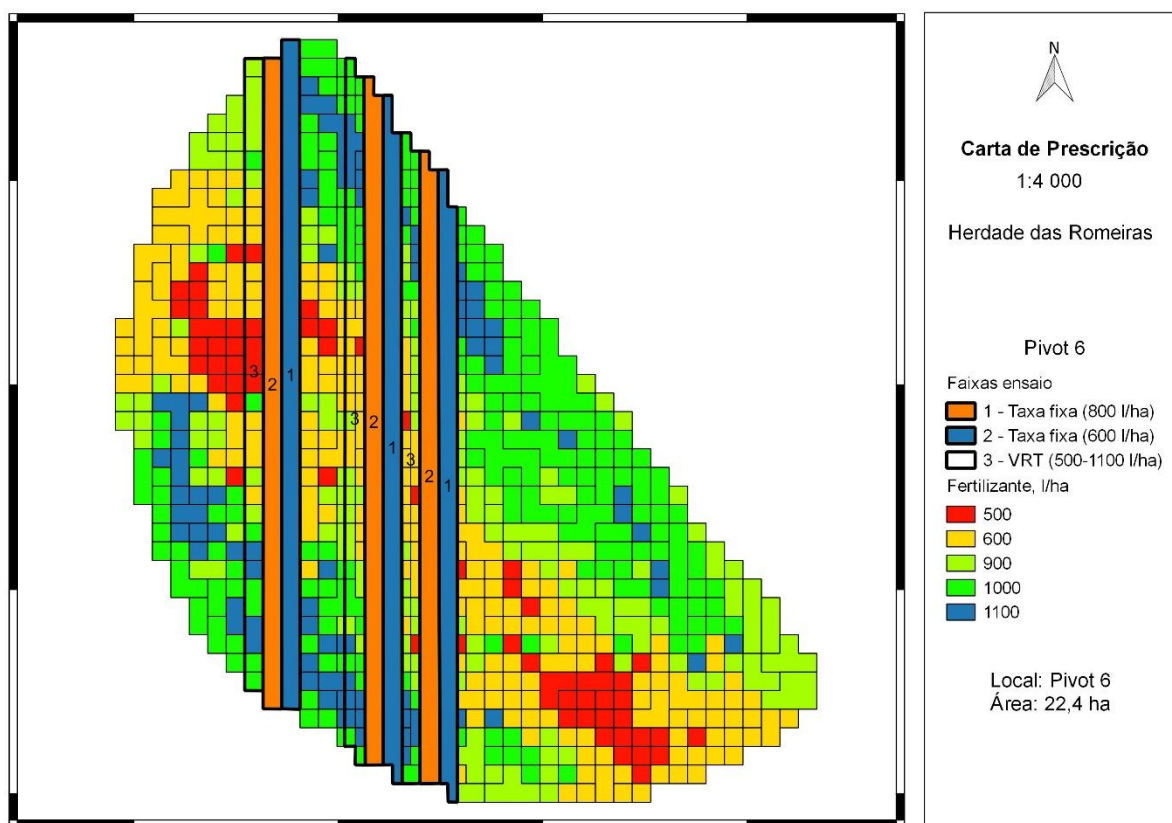 3
2
1
3
2
1
3
2
1
N
Carta de Prescrição
1:4 000
Herdade das Romeiras
Pivot 6
Faixas ensaio
1 - Taxa fixa (800 l/ha)
2 - Taxa fixa (600 l/ha)
3 - VRT (500-1100 l/ha)
Fertilizante, l/ha
500
600
900
1000
1100
Local: Pivot 6
Área: 22,4 ha